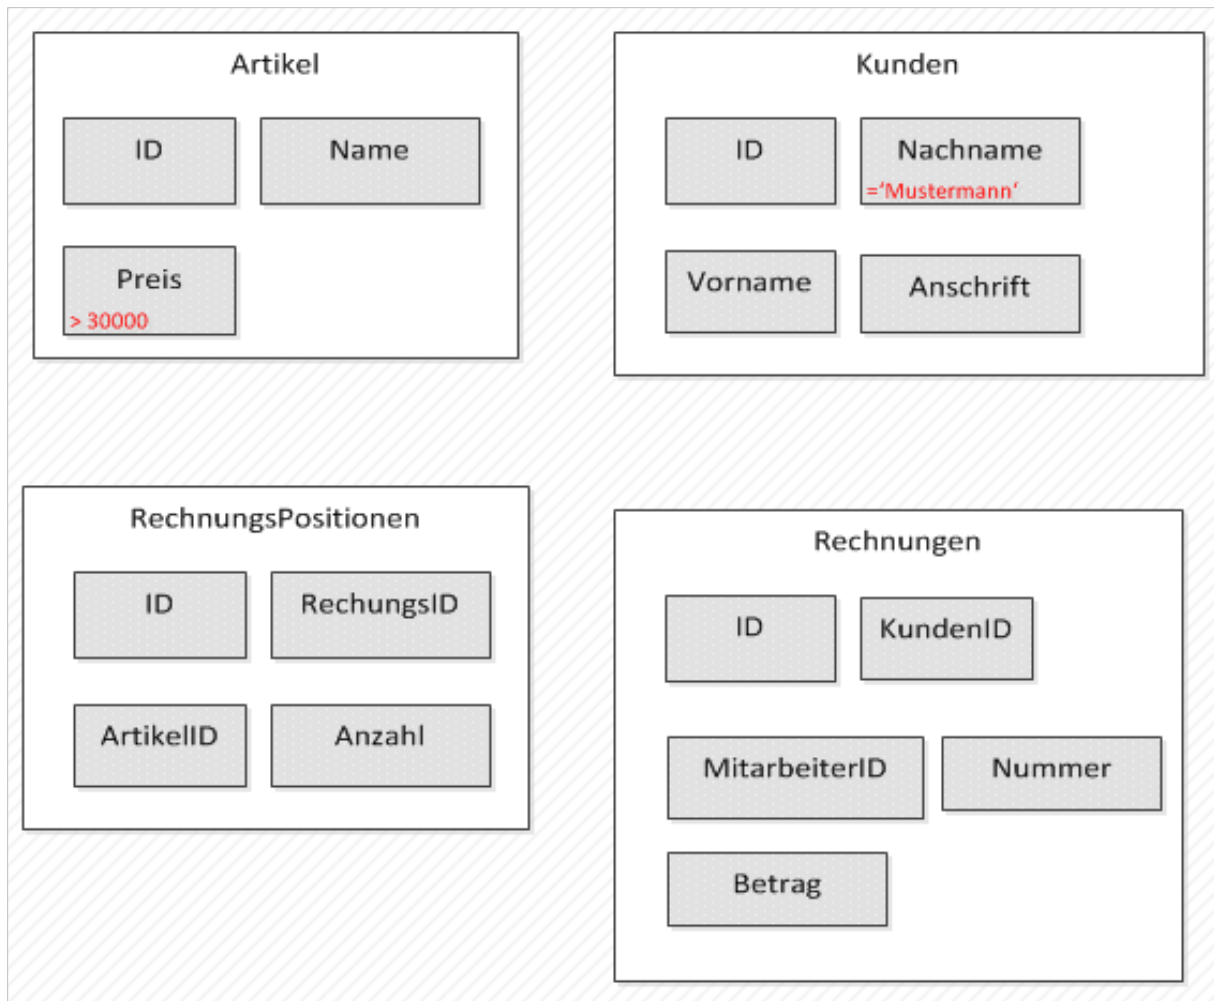 Artikel
ID
Name
Preis
> 30000
Kunden
ID
Nachname
=‘Mustermann‘
Vorname
Anschrift
RechnungsPositionen
ID
RechungsID
ArtikelID
Anzahl
Rechnungen
ID
KundenID
MitarbeiterID
Nummer
Betrag